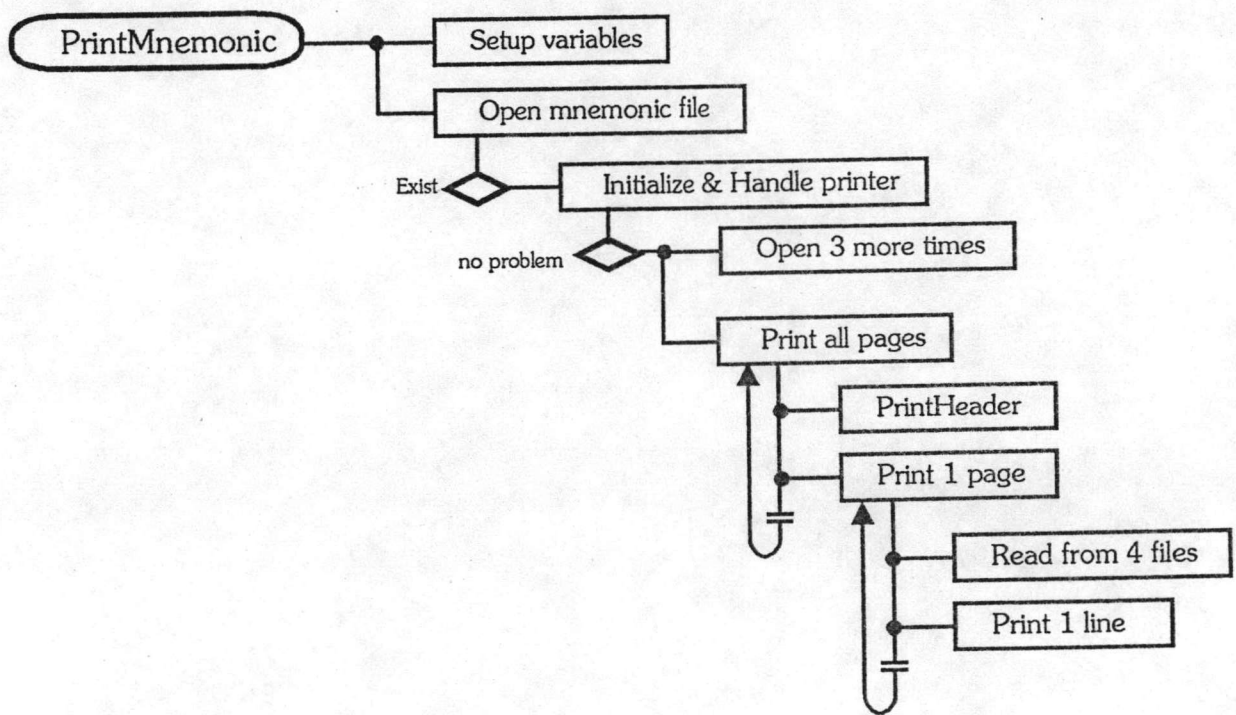 PrintMnemonic
Setup variables
Open mnemonic file
Exist
Initialize & Handle printer
no problem
Open 3 more times
Print all pages
PrintHeader
Print 1 page
Read from 4 files
Print 1 line